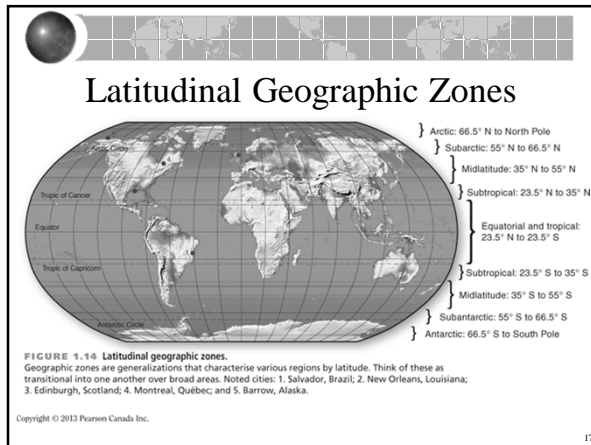 Latitudinal Geographic Zones
Arctic Circle
Tropic of Cancer
Equator
Tropic of Capricorn
Antarctic Circle
Arctic: 66.5° N to North Pole
Subarctic: 55° N to 66.5° N
Midlatitude: 35° N to 55° N
Subtropical: 23.5° N to 35° N
Equatorial and tropical:
23.5° N to 23.5° S
Subtropical: 23.5° S to 35° S
Midlatitude: 35° S to 55° S
Subantarctic: 55° S to 66.5° S
Antarctic: 66.5° S to South Pole
FIGURE 1.14 Latitudinal geographic zones.
Geographic zones are generalizations that characterise various regions by latitude. Think of these as
transitional into one another over broad areas. Noted cities: 1. Salvador, Brazil; 2. New Orleans, Louisiana;
3. Edinburgh, Scotland; 4. Montreal, Québec; and 5. Barrow, Alaska.
Copyright © 2013 Pearson Canada Inc.
17